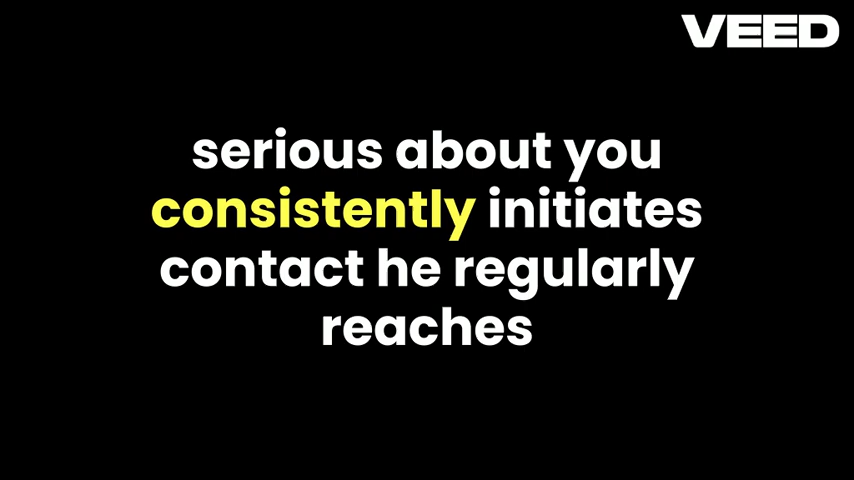 VEED
serious about you
consistently initiates
contact he regularly
reaches